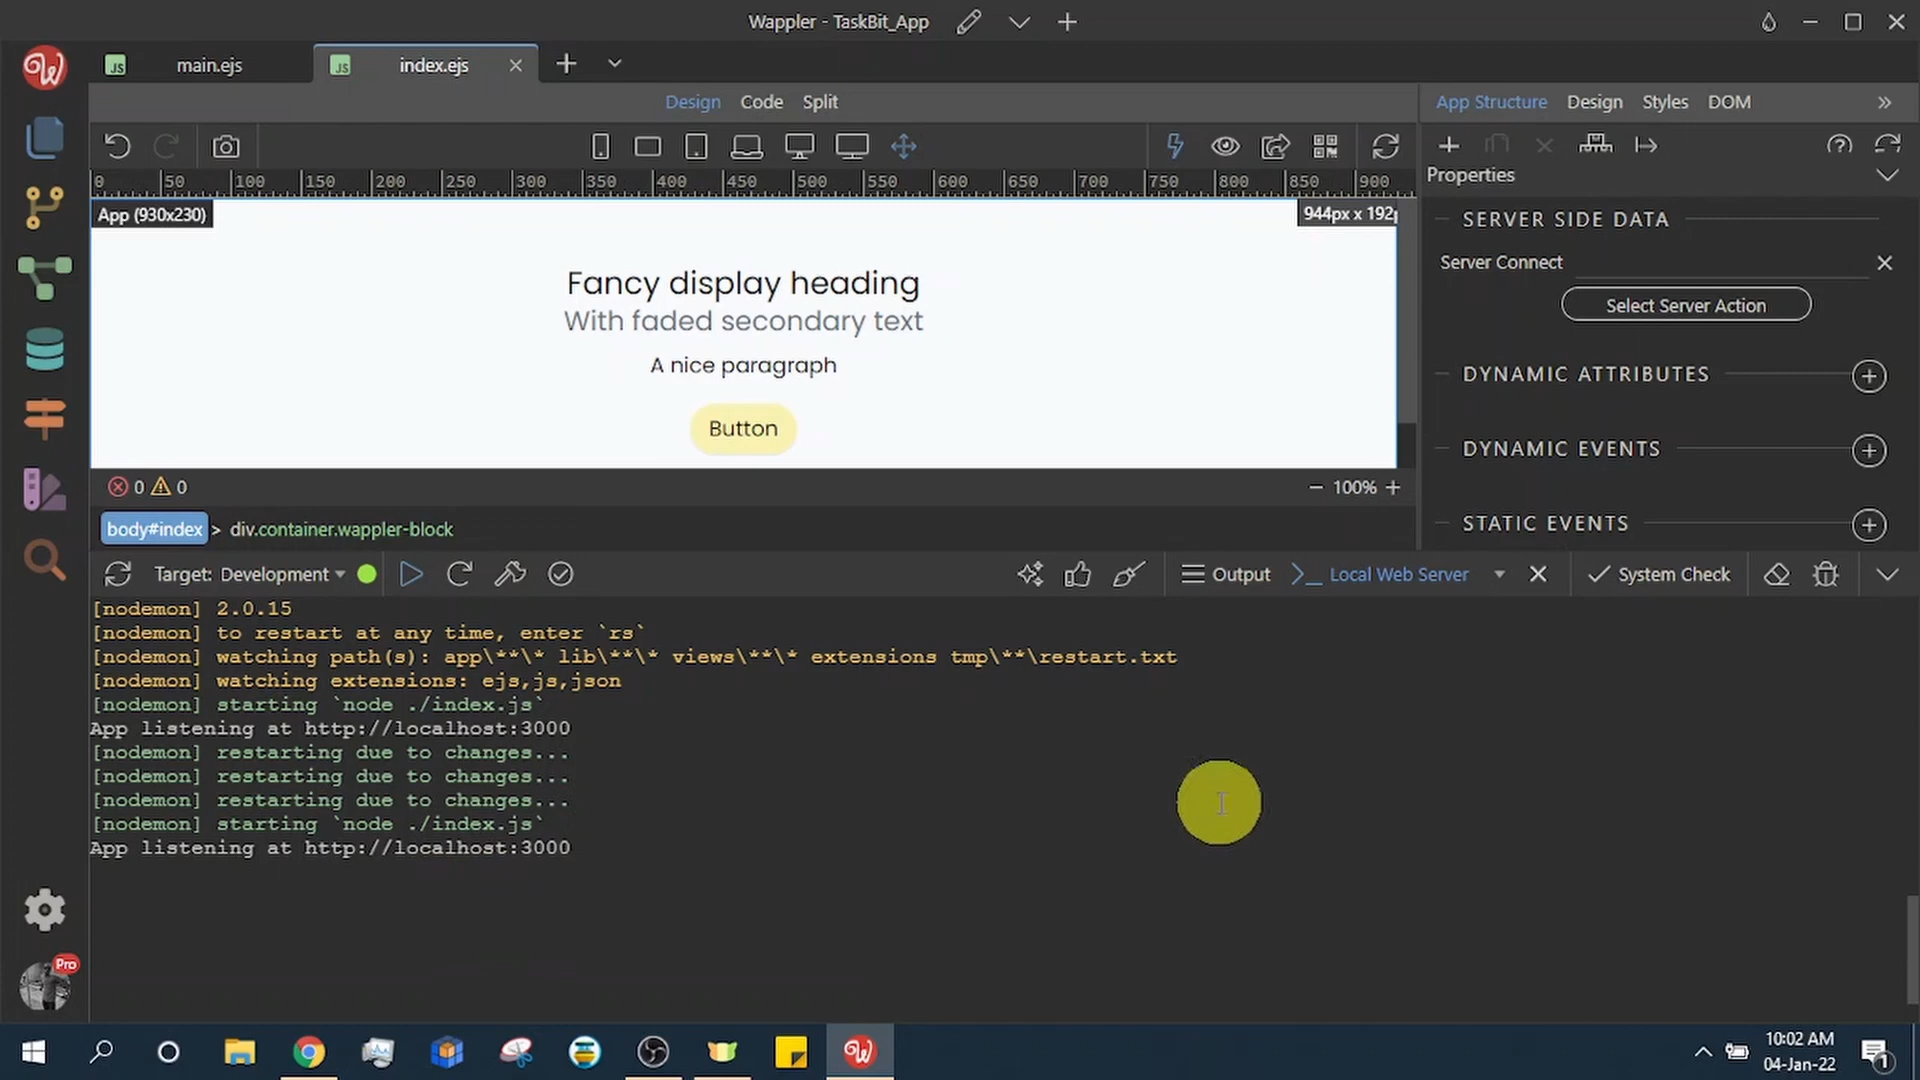 Wappler - TaskBit_App
main.ejs
index.ejs
Design Code Split
App Structure Design Styles DOM
0 50 100 150 200 250 300 350 400 450 500 550 600 650 700 750 800 850 900
Properties
App (930x230)
944px x 192p
SERVER SIDE DATA
Server Connect
Select Server Action
Fancy display heading
With faded secondary text
A nice paragraph
Button
DYNAMIC ATTRIBUTES
DYNAMIC EVENTS
STATIC EVENTS
0 0
100%
body#index > div.container.wappler-block
Target: Development
Output
Local Web Server
System Check
[nodemon] 2.0.15
[nodemon] to restart at any time, enter `rs`
[nodemon] watching path(s): app\**\* lib\**\* views\**\* extensions tmp\**\restart.txt
[nodemon] watching extensions: ejs,js,json
[nodemon] starting `node ./index.js`
App listening at http://localhost:3000
[nodemon] restarting due to changes...
[nodemon] restarting due to changes...
[nodemon] restarting due to changes...
[nodemon] starting `node ./index.js`
App listening at http://localhost:3000
Pro
10:02 AM
04-Jan-22
1